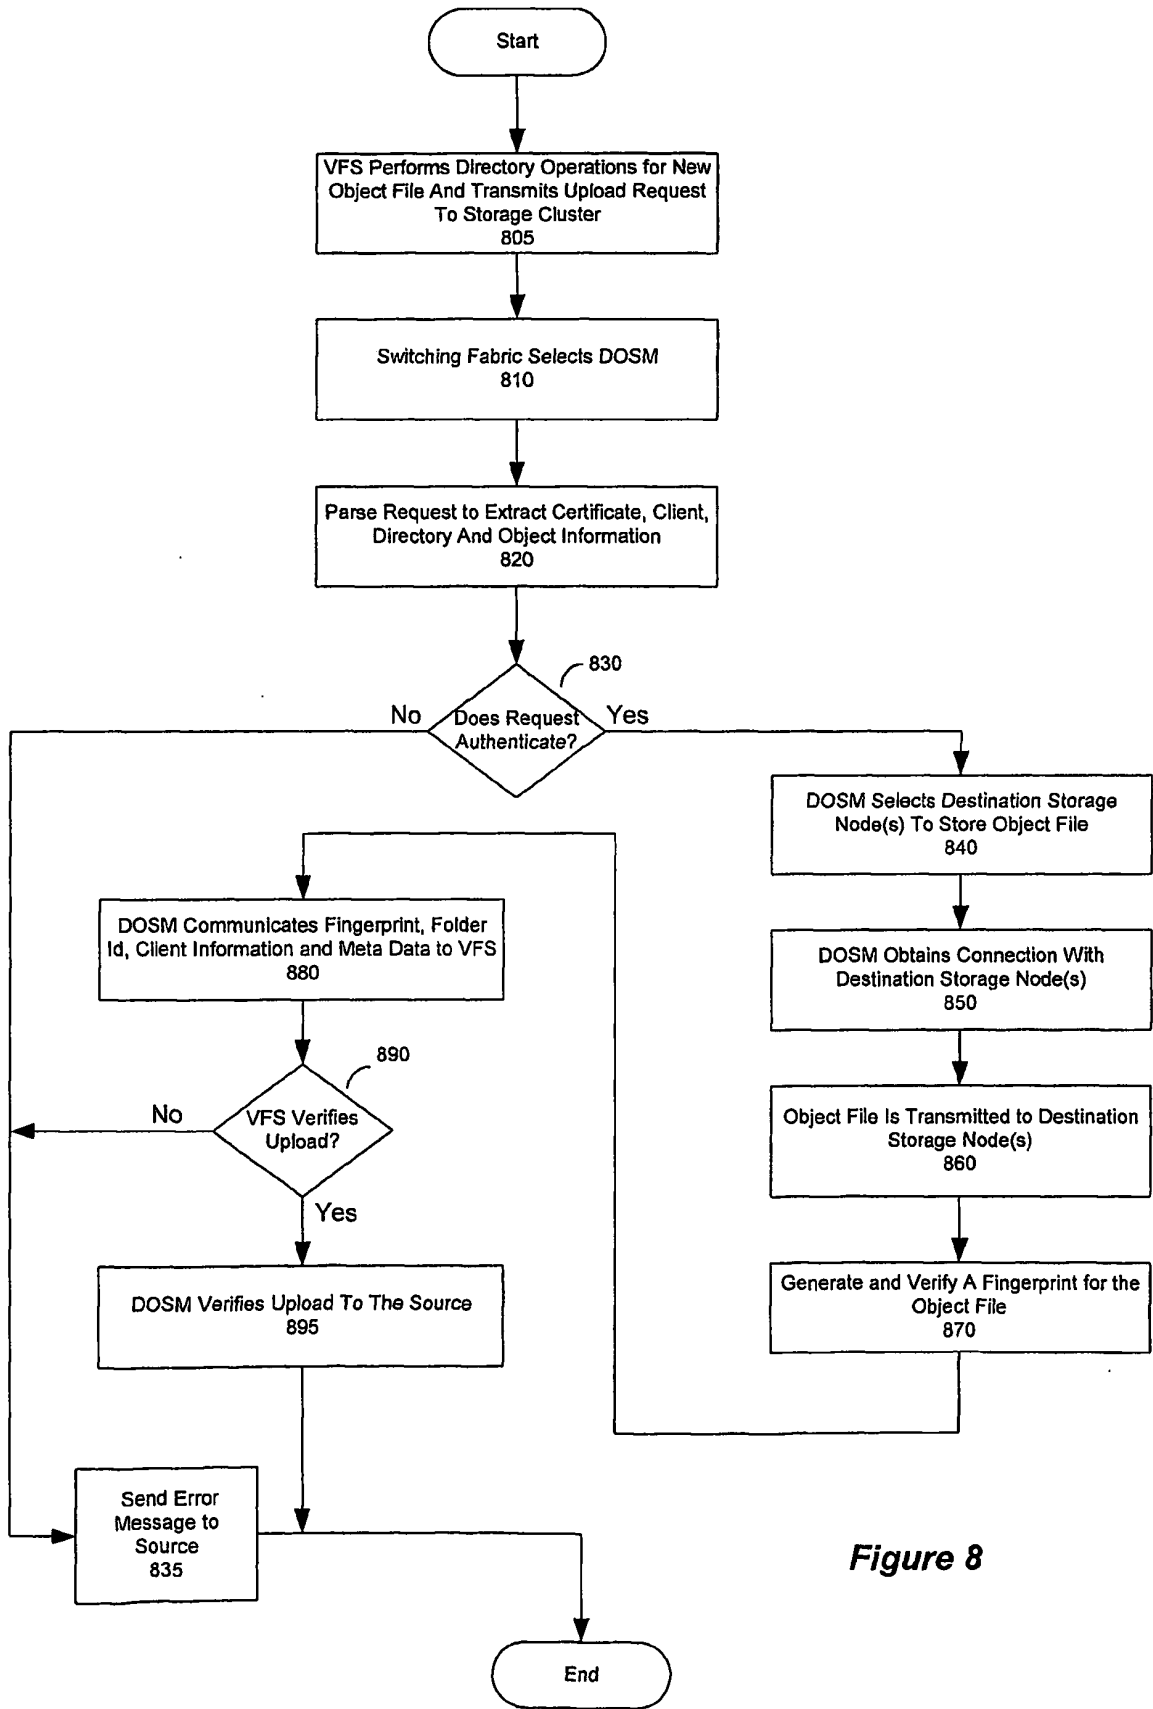 Start
VFS Performs Directory Operations for New
Object File And Transmits Upload Request
To Storage Cluster
805
Switching Fabric Selects DOSM
810
Parse Request to Extract Certificate, Client,
Directory And Object Information
820
830
No
Does Request
Authenticate?
Yes
DOSM Selects Destination Storage
Node(s) To Store Object File
840
DOSM Obtains Connection With
Destination Storage Node(s)
850
Object File Is Transmitted to Destination
Storage Node(s)
860
Generate and Verify A Fingerprint for the
Object File
870
DOSM Communicates Fingerprint, Folder
Id, Client Information and Meta Data to VFS
880
890
No
VFS Verifies
Upload?
Yes
DOSM Verifies Upload To The Source
895
Send Error
Message to
Source
835
Figure 8
End